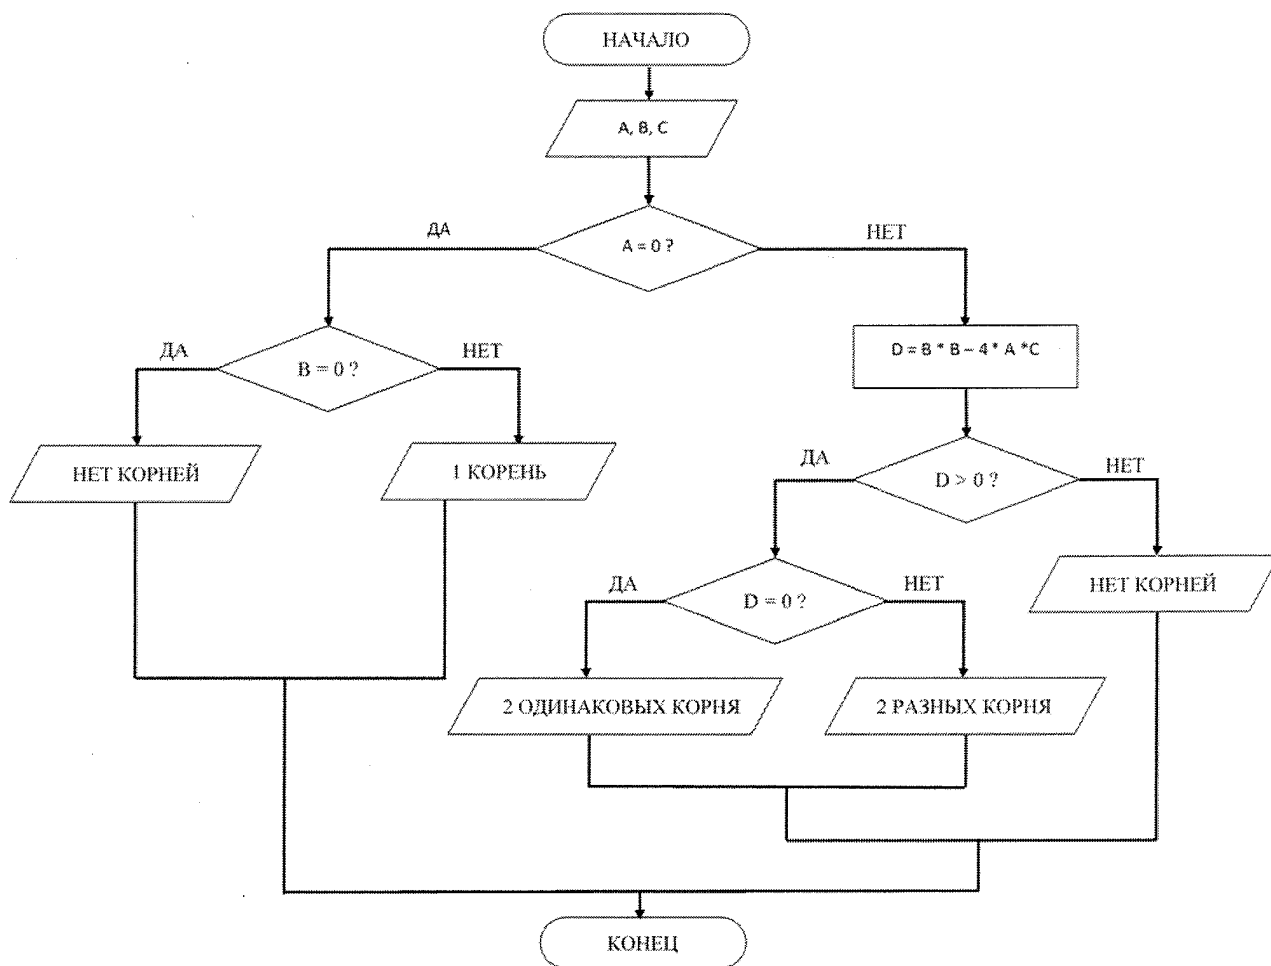 НАЧАЛО
A, B, C
ДА
A = 0 ?
НЕТ
ДА
B = 0 ?
НЕТ
D = B * B – 4 * A *C
НЕТ КОРНЕЙ
1 КОРЕНЬ
ДА
D > 0 ?
НЕТ
ДА
D = 0 ?
НЕТ
НЕТ КОРНЕЙ
2 ОДИНАКОВЫХ КОРНЯ
2 РАЗНЫХ КОРНЯ
КОНЕЦ